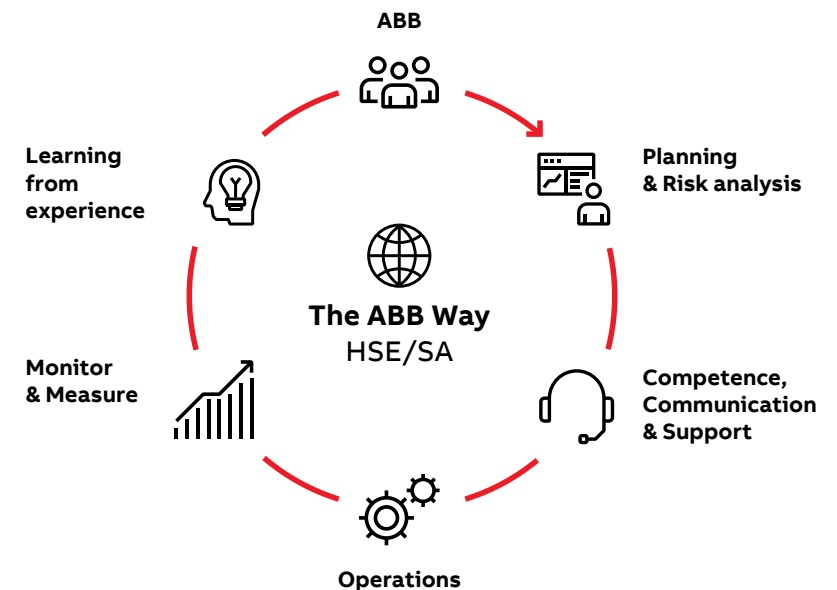 ABB
Planning
& Risk analysis
Competence,
Communication
& Support
Operations
Monitor
& Measure
Learning
from
experience
The ABB Way
HSE/SA